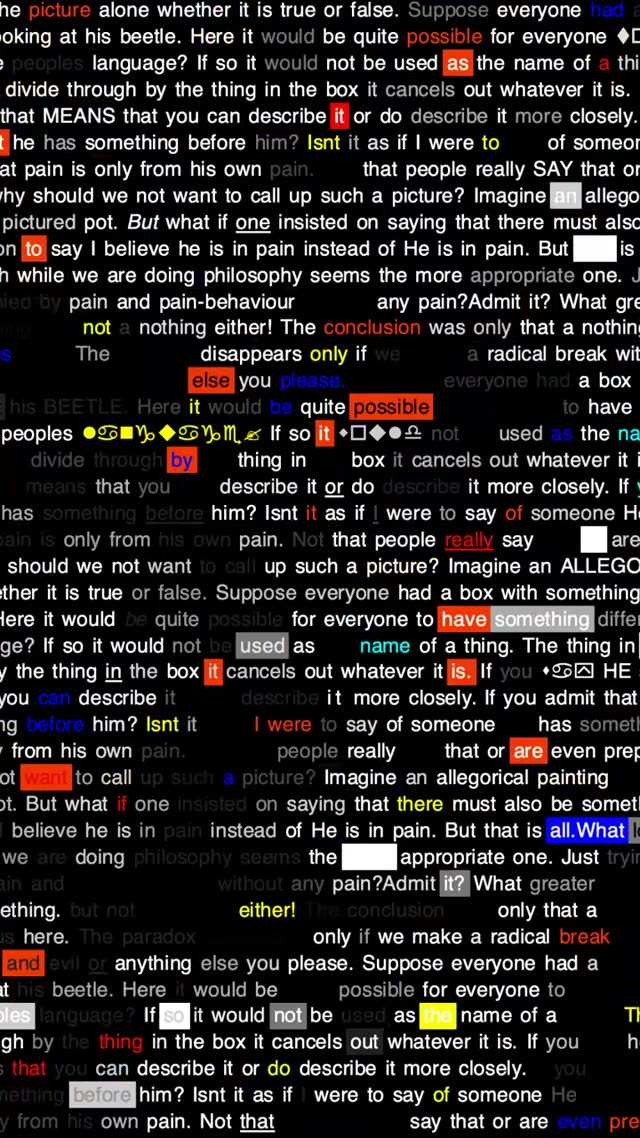 he picture alone whether it is true or false. Suppose everyone had a
oking at his beetle. Here it would be quite possible for everyone
peoples language? If so it would not be used as the name of a thi
divide through by the thing in the box it cancels out whatever it is.
that MEANS that you can describe it or do describe it more closely.
t he has something before him? Isnt it as if I were to of someon
at pain is only from his own pain. that people really SAY that or
why should we not want to call up such a picture? Imagine an allego
pictured pot. But what if one insisted on saying that there must also
on to say I believe he is in pain instead of He is in pain. But is
h while we are doing philosophy seems the more appropriate one. J
nied by pain and pain-behaviour any pain?Admit it? What gre
not a nothing either! The conclusion was only that a nothin
s The disappears only if we a radical break wit
else you please. everyone had a box
his BEETLE. Here it would be quite possible to have
peoples ●♋■♑◆♋♑♏✍ If so it ⬥□◆●♎ not used as the na
divide through by thing in box it cancels out whatever it i
means that you describe it or do describe it more closely. If y
has something before him? Isnt it as if I were to say of someone He
pain is only from his own pain. Not that people really say are
should we not want to call up such a picture? Imagine an ALLEGO
ether it is true or false. Suppose everyone had a box with something
Here it would be quite possible for everyone to have something differ
ge? If so it would not be used as name of a thing. The thing in
y the thing in the box it cancels out whatever it is. If you ⬥♋⍓ HE
you can describe it describe it more closely. If you admit that
ng before him? Isnt it I were to say of someone has someth
y from his own pain. people really that or are even prep
ot want to call up such a picture? Imagine an allegorical painting
ot. But what if one insisted on saying that there must also be somet
I believe he is in pain instead of He is in pain. But that is all.What l
we are doing philosophy seems the appropriate one. Just tryin
ain and without any pain?Admit it? What greater
ething. but not either! The conclusion only that a
us here. The paradox only if we make a radical break
and evil or anything else you please. Suppose everyone had a
at his beetle. Here it would be possible for everyone to
ples language? If so it would not be used as the name of a Th
gh by the thing in the box it cancels out whatever it is. If you h
s that you can describe it or do describe it more closely. you
mething before him? Isnt it as if I were to say of someone He
y from his own pain. Not that say that or are even pre